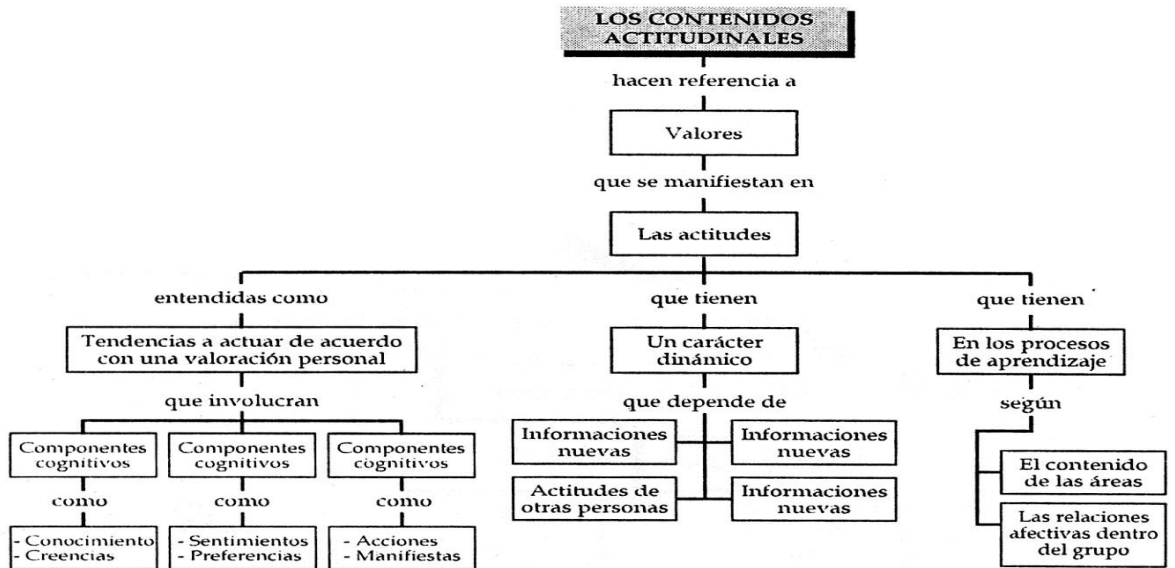 LOS CONTENIDOS
ACTITUDINALES
hacen referencia a
Valores
que se manifiestan en
Las actitudes
entendidas como
Tendencias a actuar de acuerdo
con una valoración personal
que involucran
Componentes
cognitivos
como
- Conocimiento
- Creencias
Componentes
cognitivos
como
- Sentimientos
- Preferencias
Componentes
cognitivos
como
- Acciones
- Manifiestas
que tienen
Un carácter
dinámico
que depende de
Informaciones
nuevas
Informaciones
nuevas
Actitudes de
otras personas
Informaciones
nuevas
que tienen
En los procesos
de aprendizaje
según
El contenido
de las áreas
Las relaciones
afectivas dentro
del grupo